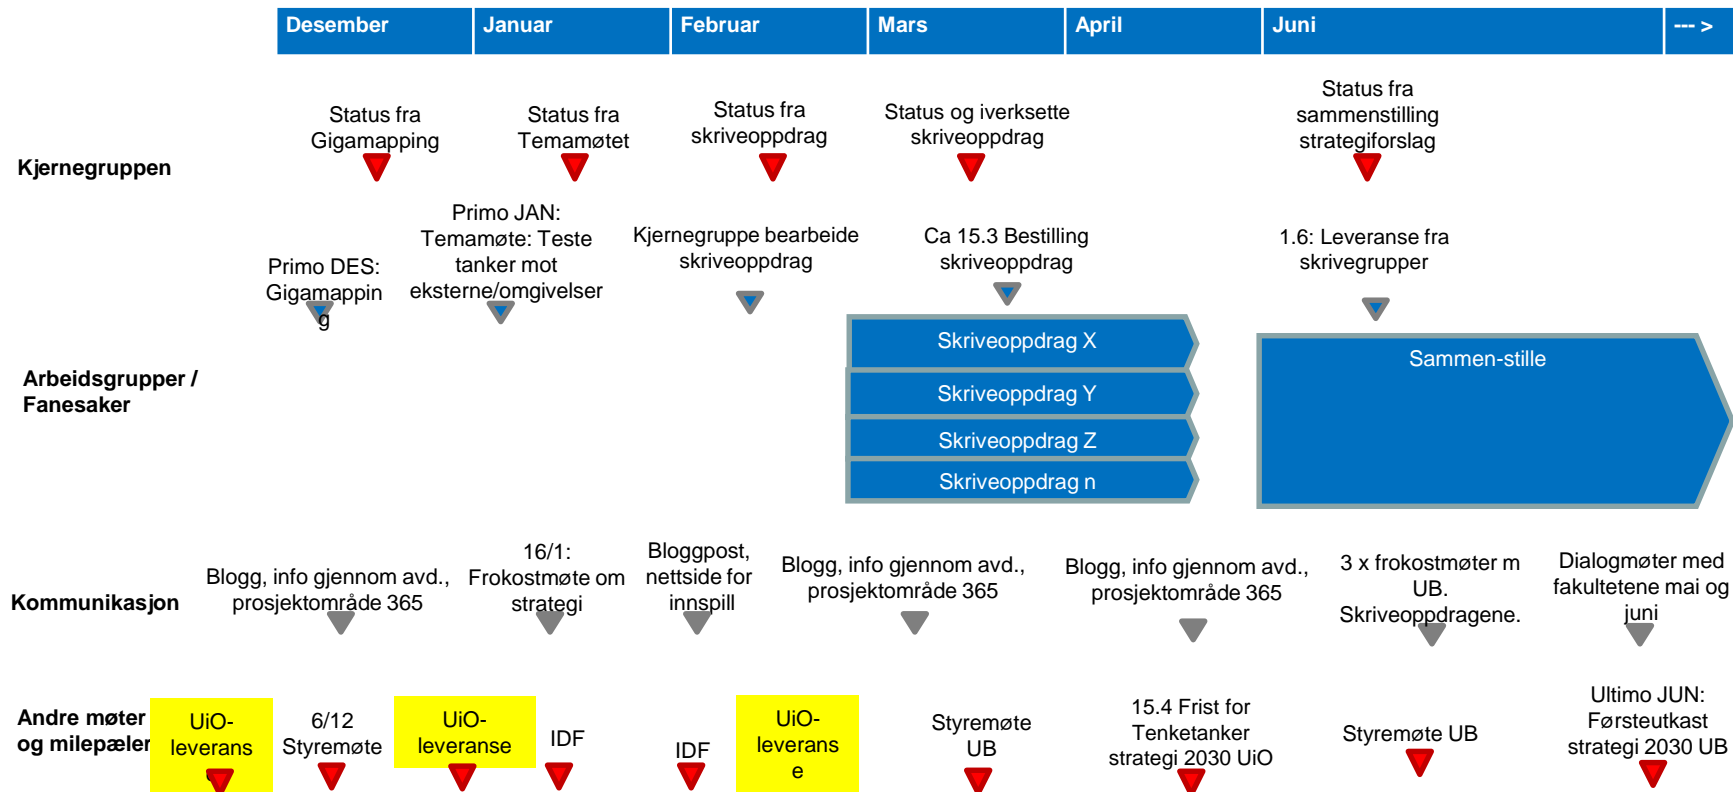 Desember
Januar
Februar
Mars
April
Juni
--- >
Kjernegruppen
Status fra
Gigamapping
Status fra
Temamøtet
Status fra
skriveoppdrag
Status og iverksette
skriveoppdrag
Status fra
sammenstilling
strategiforslag
Arbeidsgrupper /
Fanesaker
Primo DES:
Gigamappin
g
Primo JAN:
Temamøte: Teste
tanker mot
eksterne/omgivelser
Kjernegruppe bearbeide
skriveoppdrag
Ca 15.3 Bestilling
skriveoppdrag
1.6: Leveranse fra
skrivegrupper
Skriveoppdrag X
Skriveoppdrag Y
Skriveoppdrag Z
Skriveoppdrag n
Sammen-stille
Kommunikasjon
Blogg, info gjennom avd.,
prosjektområde 365
16/1:
Frokostmøte om
strategi
Bloggpost,
nettside for
innspill
Blogg, info gjennom avd.,
prosjektområde 365
Blogg, info gjennom avd.,
prosjektområde 365
3 x frokostmøter m
UB.
Skriveoppdragene.
Dialogmøter med
fakultetene mai og
juni
Andre møter
og milepæler
UiO-
leverans
e
6/12
Styremøte
UiO-
leveranse
IDF
IDF
UiO-
leverans
e
Styremøte
UB
15.4 Frist for
Tenketanker
strategi 2030 UiO
Styremøte UB
Ultimo JUN:
Førsteutkast
strategi 2030 UB